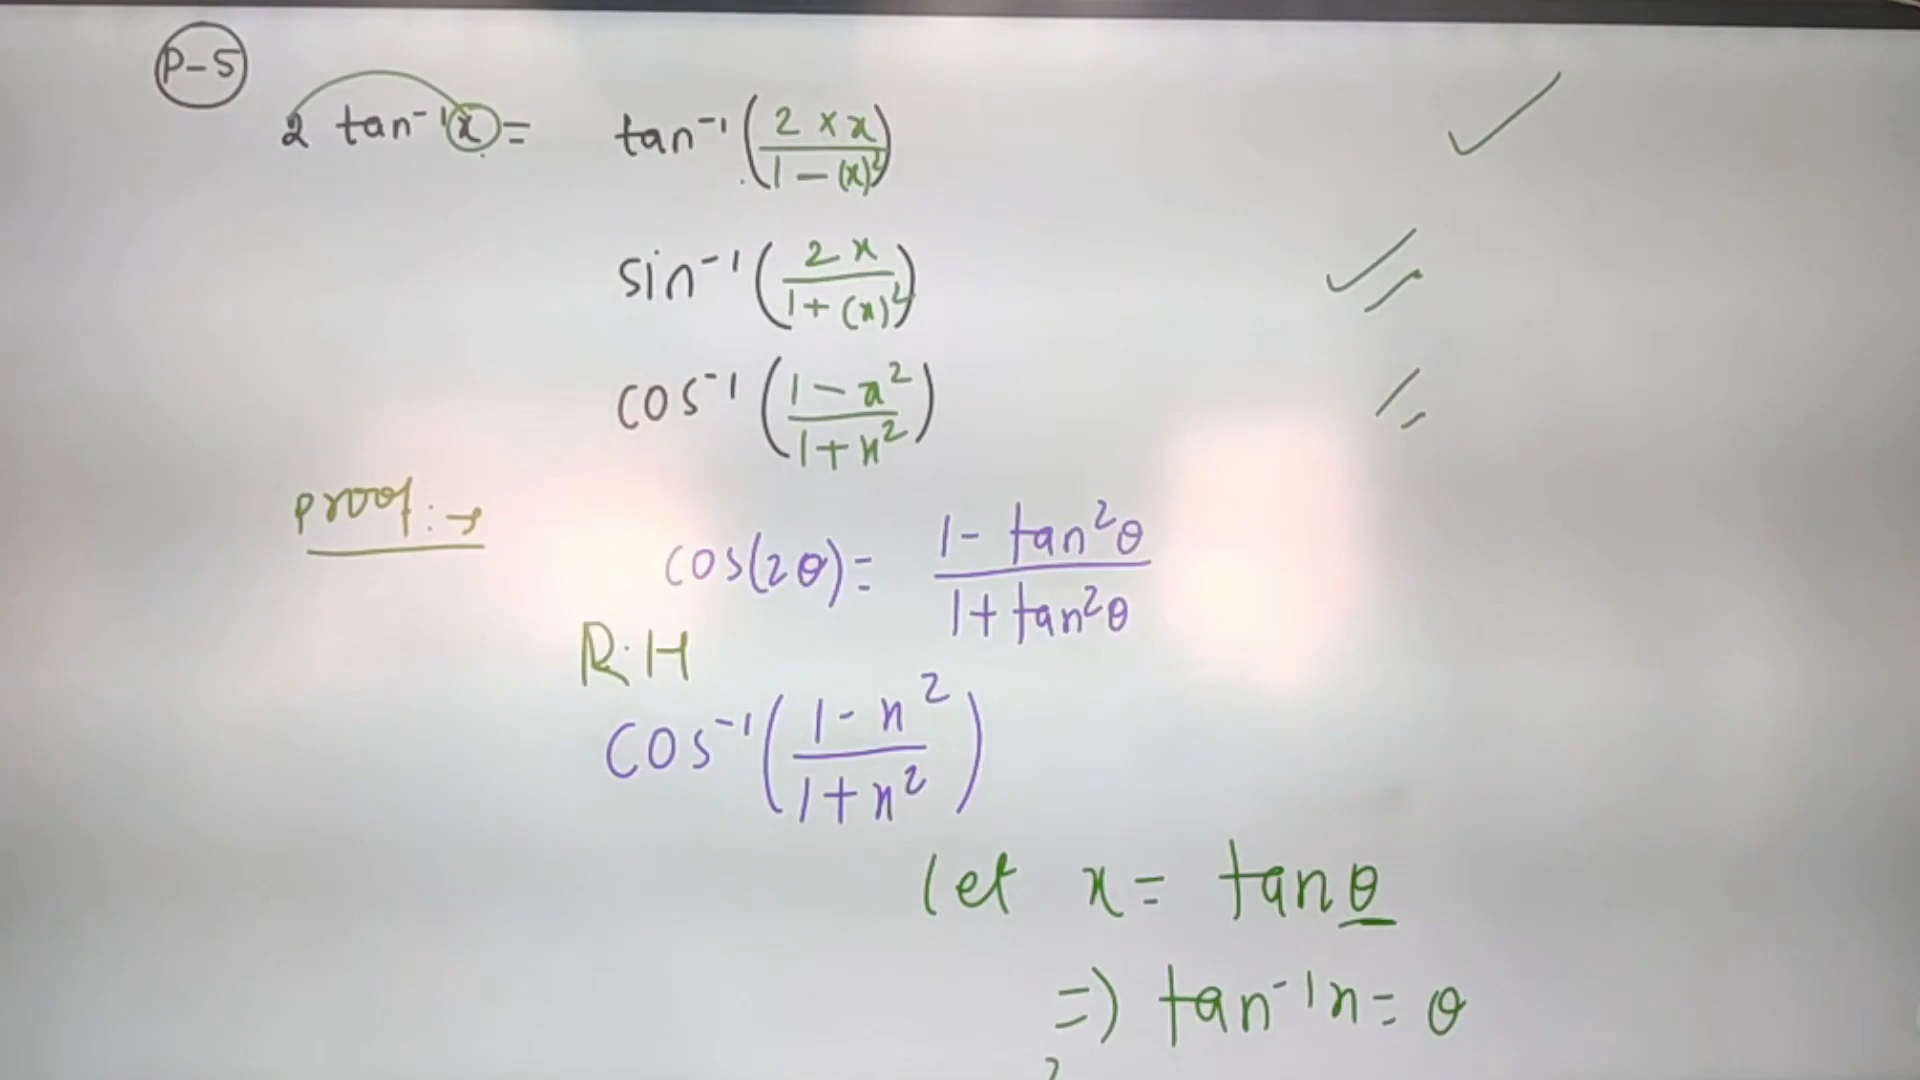 P-5
2 tan⁻¹x = tan⁻¹(2 × x / 1 - (x)²)
sin⁻¹(2x / 1 + (x)²)
cos⁻¹(1 - x² / 1 + x²)
proof :→
cos(2θ) = 1 - tan²θ / 1 + tan²θ
R.H
cos⁻¹(1 - x² / 1 + x²)
let x = tanθ
=) tan⁻¹x = θ